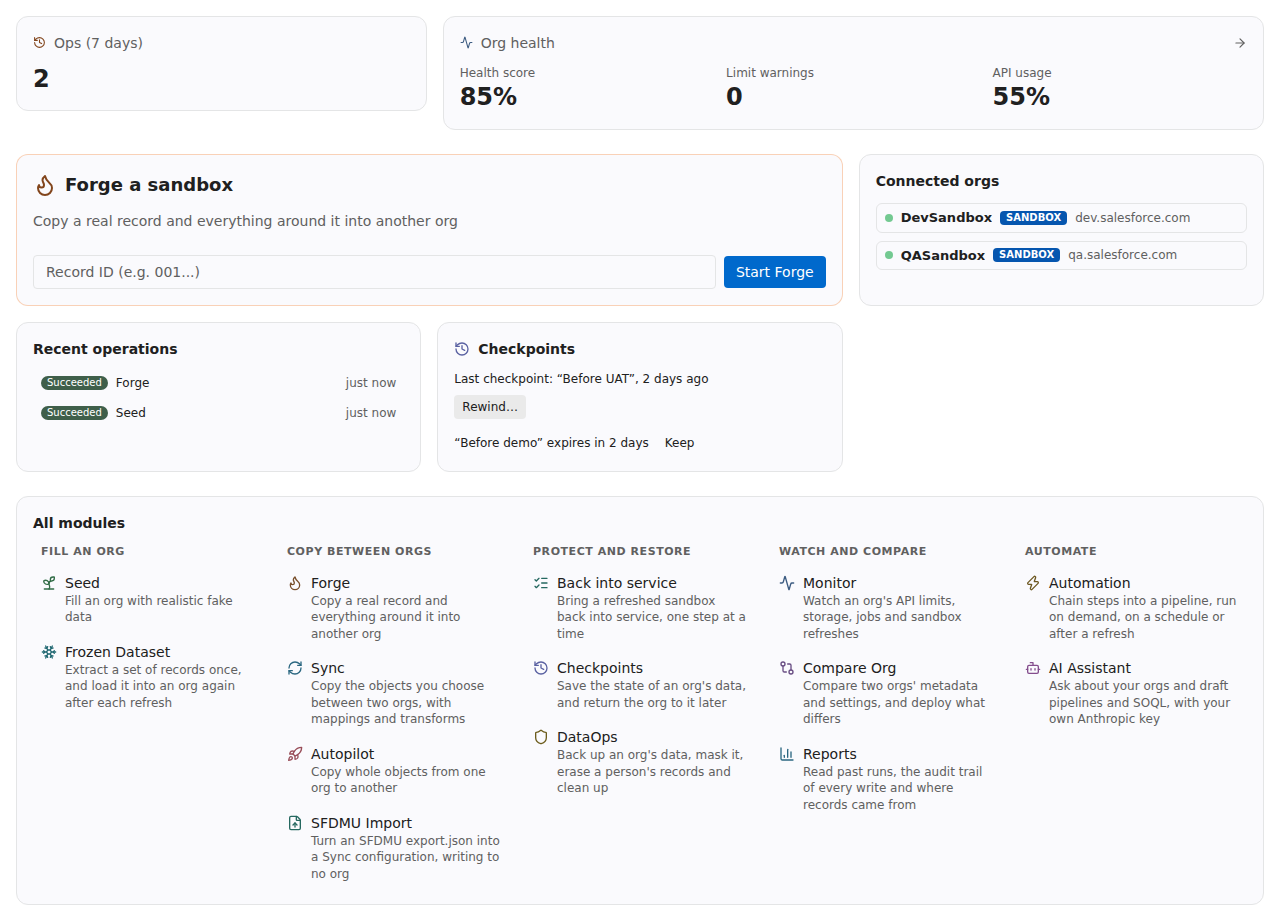 Ops (7 days)
2
Org health
Health score
85%
Limit warnings
0
API usage
55%
Forge a sandbox
Copy a real record and everything around it into another org
Record ID (e.g. 001...)
Start Forge
Connected orgs
DevSandbox SANDBOX dev.salesforce.com
QASandbox SANDBOX qa.salesforce.com
Recent operations
Succeeded Forge just now
Succeeded Seed just now
Checkpoints
Last checkpoint: “Before UAT”, 2 days ago
Rewind…
“Before demo” expires in 2 days Keep
All modules
FILL AN ORG
Seed
Fill an org with realistic fake
data
Frozen Dataset
Extract a set of records once,
and load it into an org again
after each refresh
COPY BETWEEN ORGS
Forge
Copy a real record and
everything around it into
another org
Sync
Copy the objects you choose
between two orgs, with
mappings and transforms
Autopilot
Copy whole objects from one
org to another
SFDMU Import
Turn an SFDMU export.json into
a Sync configuration, writing to
no org
PROTECT AND RESTORE
Back into service
Bring a refreshed sandbox
back into service, one step at a
time
Checkpoints
Save the state of an org's data,
and return the org to it later
DataOps
Back up an org's data, mask it,
erase a person's records and
clean up
WATCH AND COMPARE
Monitor
Watch an org's API limits,
storage, jobs and sandbox
refreshes
Compare Org
Compare two orgs' metadata
and settings, and deploy what
differs
Reports
Read past runs, the audit trail
of every write and where
records came from
AUTOMATE
Automation
Chain steps into a pipeline, run
on demand, on a schedule or
after a refresh
AI Assistant
Ask about your orgs and draft
pipelines and SOQL, with your
own Anthropic key